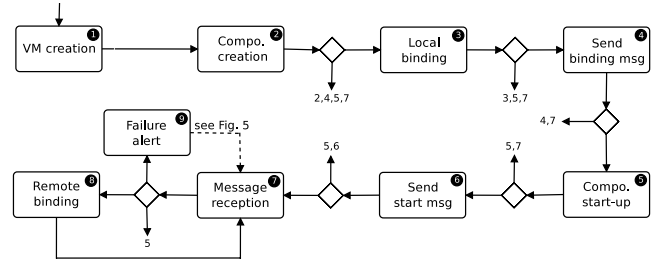 1
VM creation
2
Compo.
creation
2,4,5,7
3
Local
binding
3,5,7
4
Send
binding msg
4,7
5
Compo.
start-up
5,7
6
Send
start msg
5,6
7
Message
reception
see Fig. 5
9
Failure
alert
5
8
Remote
binding